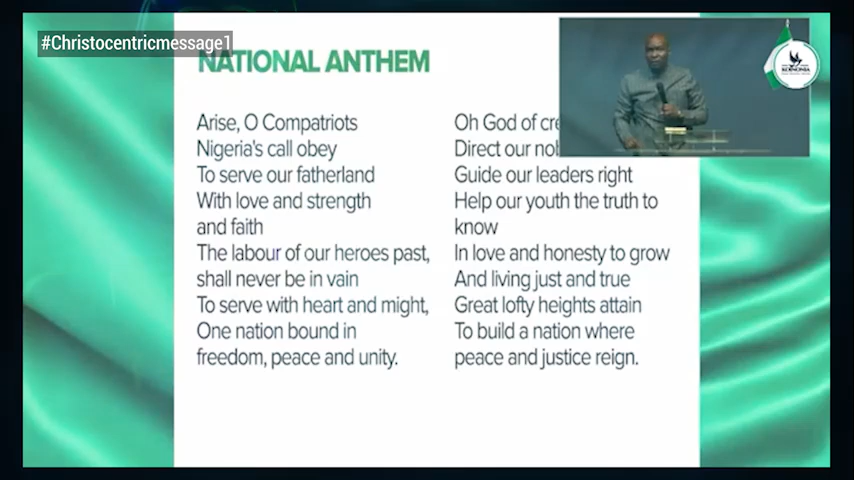 #Christocentricmessage1
NATIONAL ANTHEM
Arise, O Compatriots
Nigeria's call obey
To serve our fatherland
With love and strength
and faith
The labour of our heroes past,
shall never be in vain
To serve with heart and might,
One nation bound in
freedom, peace and unity.
Oh God of
Direct our
Guide our leaders right
Help our youth the truth to
know
In love and honesty to grow
And living just and true
Great lofty heights attain
To build a nation where
peace and justice reign.
KOINONIA